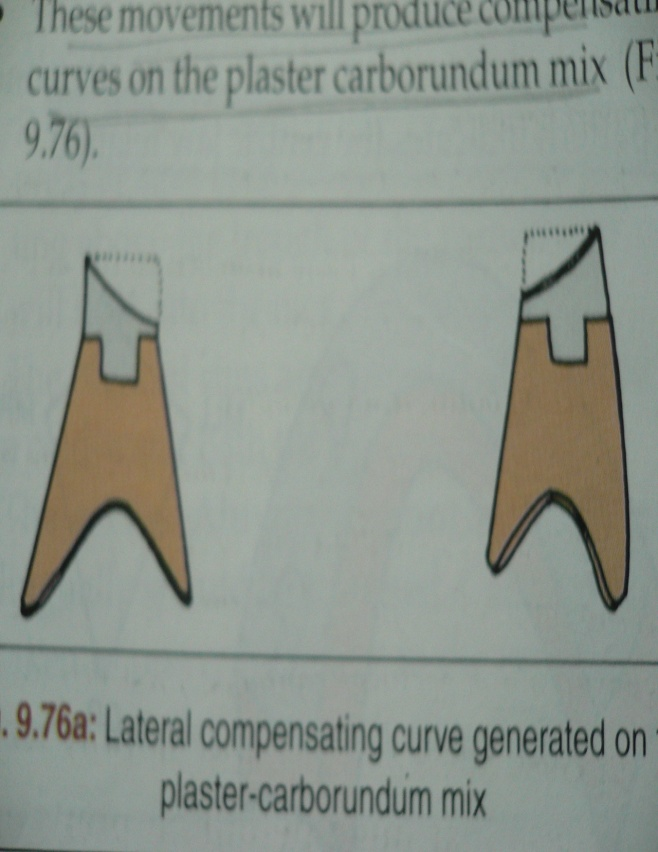 These movements will produce
curves on the plaster carborundum mix (F
9.76).
. 9.76a: Lateral compensating curve generated on
plaster-carborundum mix